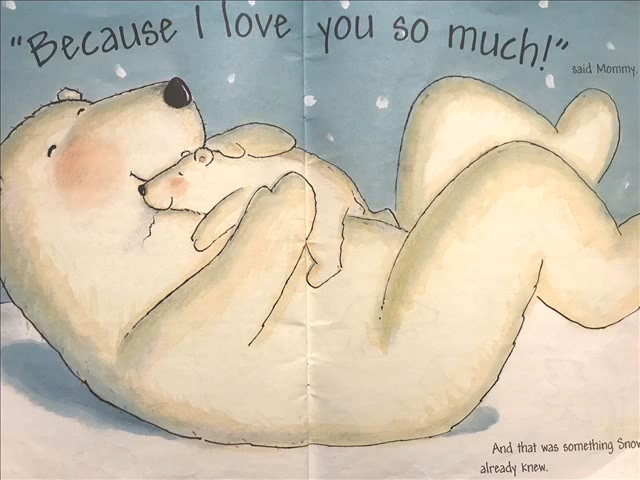 "Because I love you so much!"
said Mommy.
And that was something Snow
already knew.